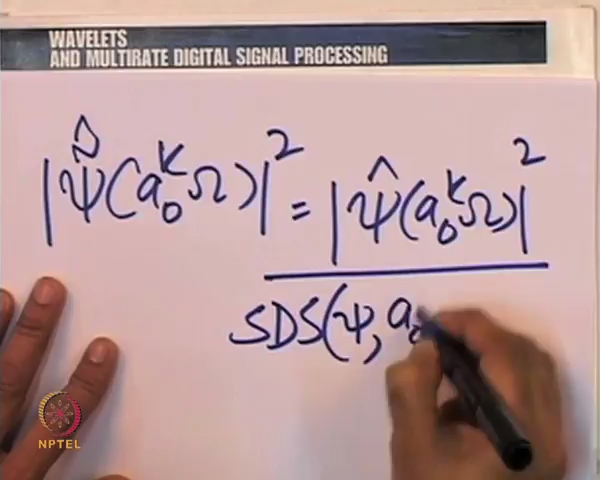 WAVELETS
AND MULTIRATE DIGITAL SIGNAL PROCESSING
|ψ̂̃(a₀ᴷΩ)|² = |ψ̂(a₀ᴷΩ)|²
SDS(ψ, a₀
NPTEL